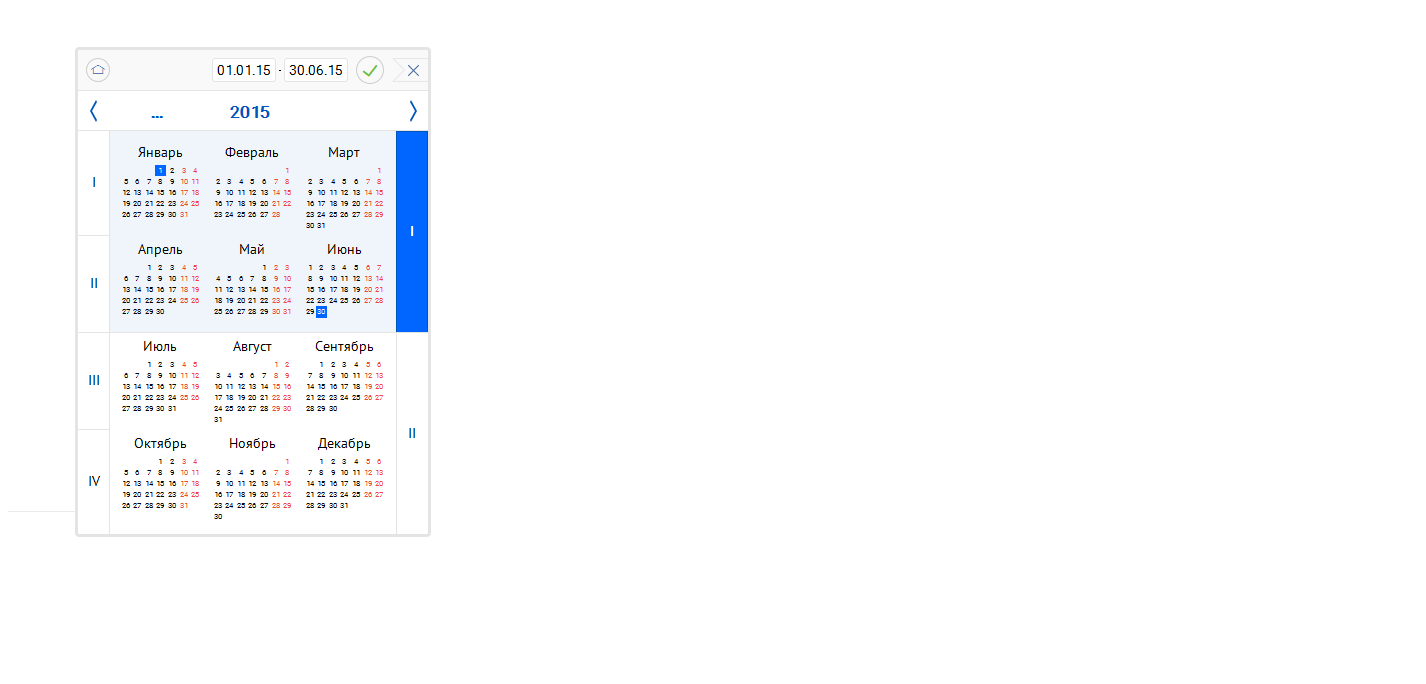 01.01.15 - 30.06.15
... 2015
Январь Февраль Март
1 2 3 4 1 1
5 6 7 8 9 10 11 2 3 4 5 6 7 8 2 3 4 5 6 7 8
I 12 13 14 15 16 17 18 9 10 11 12 13 14 15 9 10 11 12 13 14 15
19 20 21 22 23 24 25 16 17 18 19 20 21 22 16 17 18 19 20 21 22
26 27 28 29 30 31 23 24 25 26 27 28 23 24 25 26 27 28 29
30 31
I
Апрель Май Июнь
1 2 3 4 5 1 2 3 1 2 3 4 5 6 7
6 7 8 9 10 11 12 4 5 6 7 8 9 10 8 9 10 11 12 13 14
II 13 14 15 16 17 18 19 11 12 13 14 15 16 17 15 16 17 18 19 20 21
20 21 22 23 24 25 26 18 19 20 21 22 23 24 22 23 24 25 26 27 28
27 28 29 30 25 26 27 28 29 30 31 29 30
Июль Август Сентябрь
1 2 3 4 5 1 2 1 2 3 4 5 6
6 7 8 9 10 11 12 3 4 5 6 7 8 9 7 8 9 10 11 12 13
III 13 14 15 16 17 18 19 10 11 12 13 14 15 16 14 15 16 17 18 19 20
20 21 22 23 24 25 26 17 18 19 20 21 22 23 21 22 23 24 25 26 27
27 28 29 30 31 24 25 26 27 28 29 30 28 29 30
31
II
Октябрь Ноябрь Декабрь
1 2 3 4 1 1 2 3 4 5 6
5 6 7 8 9 10 11 2 3 4 5 6 7 8 7 8 9 10 11 12 13
IV 12 13 14 15 16 17 18 9 10 11 12 13 14 15 14 15 16 17 18 19 20
19 20 21 22 23 24 25 16 17 18 19 20 21 22 21 22 23 24 25 26 27
26 27 28 29 30 31 23 24 25 26 27 28 29 28 29 30 31
30